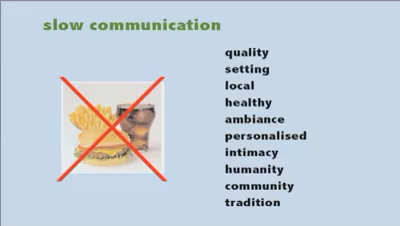 slow communication
quality
setting
local
healthy
ambiance
personalised
intimacy
humanity
community
tradition